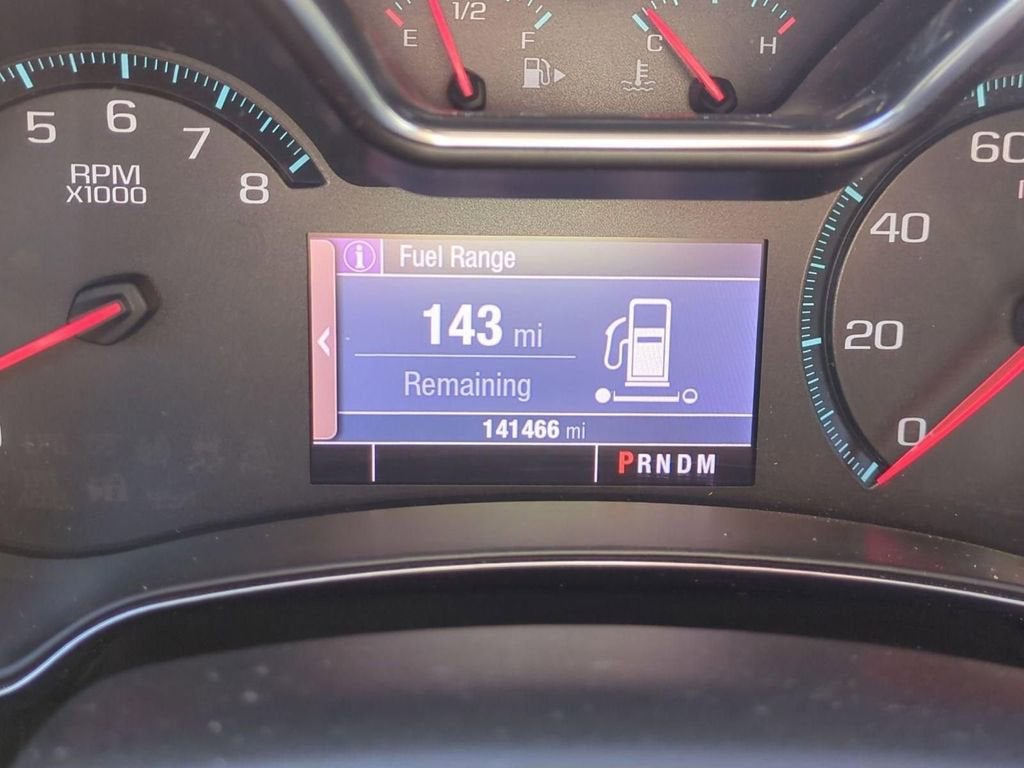 1/2
E
F
C
H
5
6
7
8
RPM
X1000
60
40
20
0
Fuel Range
143 mi
Remaining
141466 mi
PRNDM